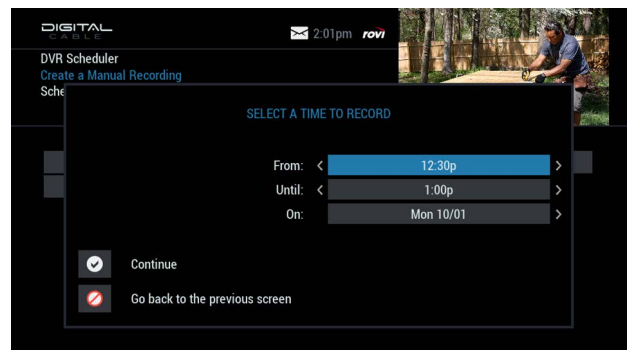 DIGITAL
CABLE
2:01pm rovi
DVR Scheduler
Create a Manual Recording
Sche
SELECT A TIME TO RECORD
From: < 12:30p >
Until: < 1:00p >
On: Mon 10/01 >
Continue
Go back to the previous screen